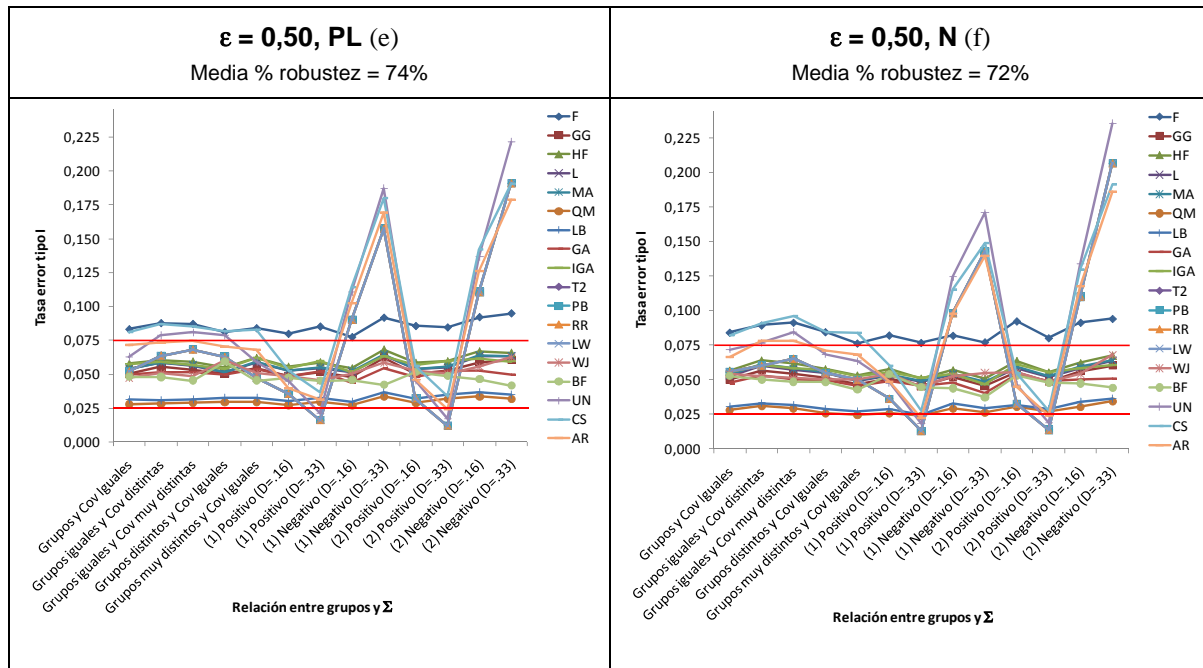 ε = 0,50, PL (e)
Media % robustez = 74%
ε = 0,50, N (f)
Media % robustez = 72%
Tasa error tipo I
0,225
0,200
0,175
0,150
0,125
0,100
0,075
0,050
0,025
0,000
F
GG
HF
L
MA
QM
LB
GA
IGA
T2
PB
RR
LW
WJ
BF
UN
CS
AR
Grupos y Cov Iguales
Grupos iguales y Cov distintas
Grupos iguales y Cov muy distintas
Grupos distintos y Cov Iguales
Grupos muy distintos y Cov Iguales
(1) Positivo (D=.16)
(1) Positivo (D=.33)
(1) Negativo (D=.16)
(1) Negativo (D=.33)
(2) Positivo (D=.16)
(2) Positivo (D=.33)
(2) Negativo (D=.16)
(2) Negativo (D=.33)
Relación entre grupos y Σ
Tasa error tipo I
0,225
0,200
0,175
0,150
0,125
0,100
0,075
0,050
0,025
0,000
F
GG
HF
L
MA
QM
LB
GA
IGA
T2
PB
RR
LW
WJ
BF
UN
CS
AR
Grupos y Cov Iguales
Grupos iguales y Cov distintas
Grupos iguales y Cov muy distintas
Grupos distintos y Cov Iguales
Grupos muy distintos y Cov Iguales
(1) Positivo (D=.16)
(1) Positivo (D=.33)
(1) Negativo (D=.16)
(1) Negativo (D=.33)
(2) Positivo (D=.16)
(2) Positivo (D=.33)
(2) Negativo (D=.16)
(2) Negativo (D=.33)
Relación entre grupos y Σ